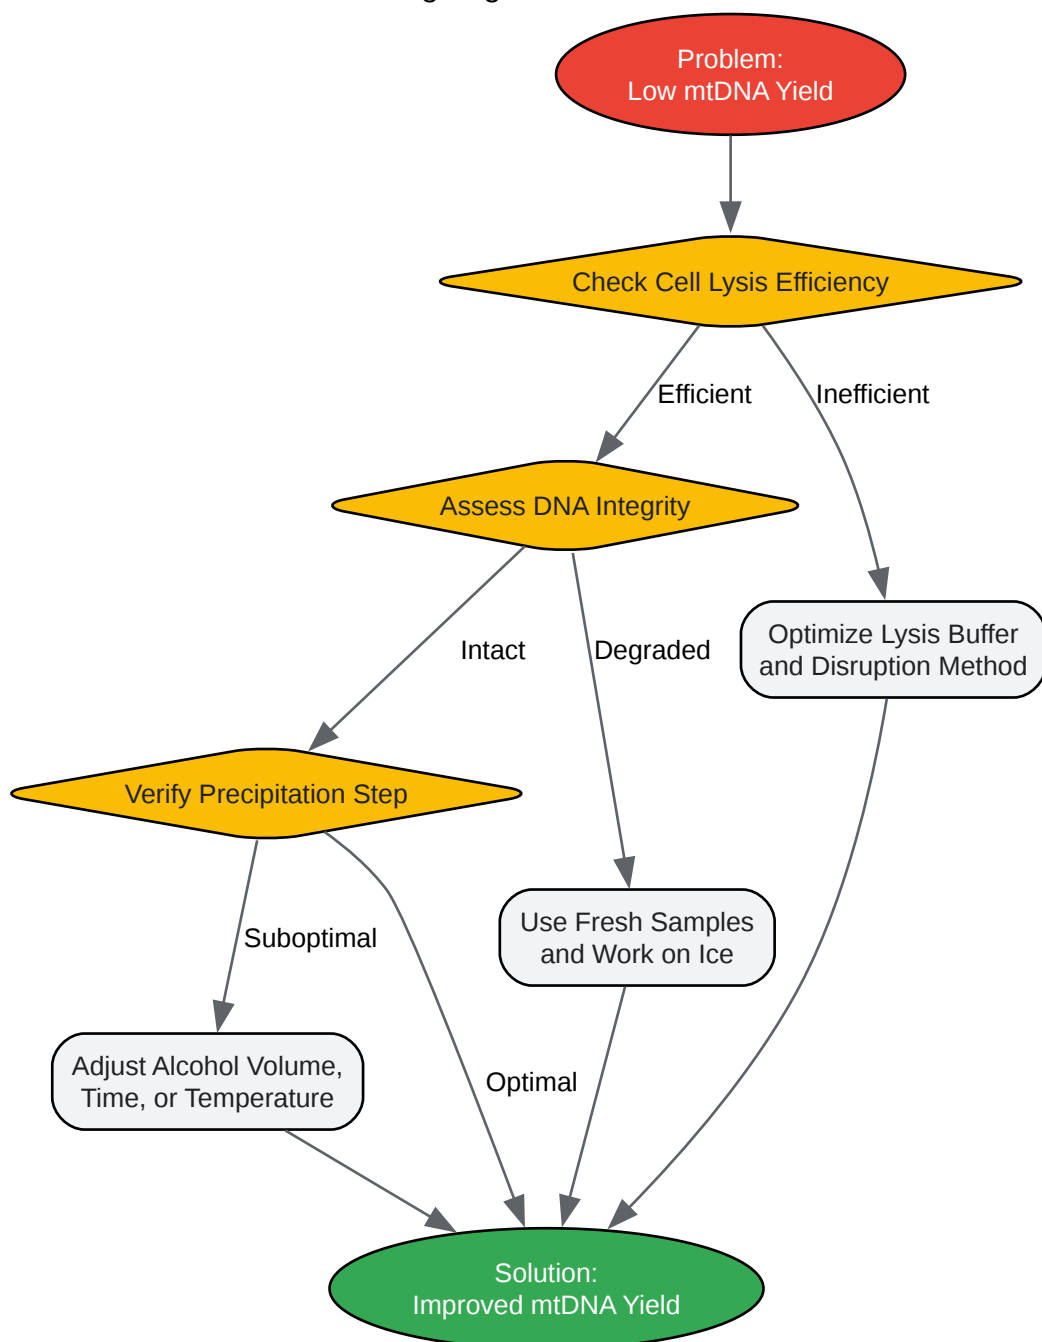 Problem:
Low mtDNA Yield
Check Cell Lysis Efficiency
Efficient
Inefficient
Assess DNA Integrity
Optimize Lysis Buffer
and Disruption Method
Intact
Degraded
Verify Precipitation Step
Use Fresh Samples
and Work on Ice
Suboptimal
Adjust Alcohol Volume,
Time, or Temperature
Optimal
Solution:
Improved mtDNA Yield